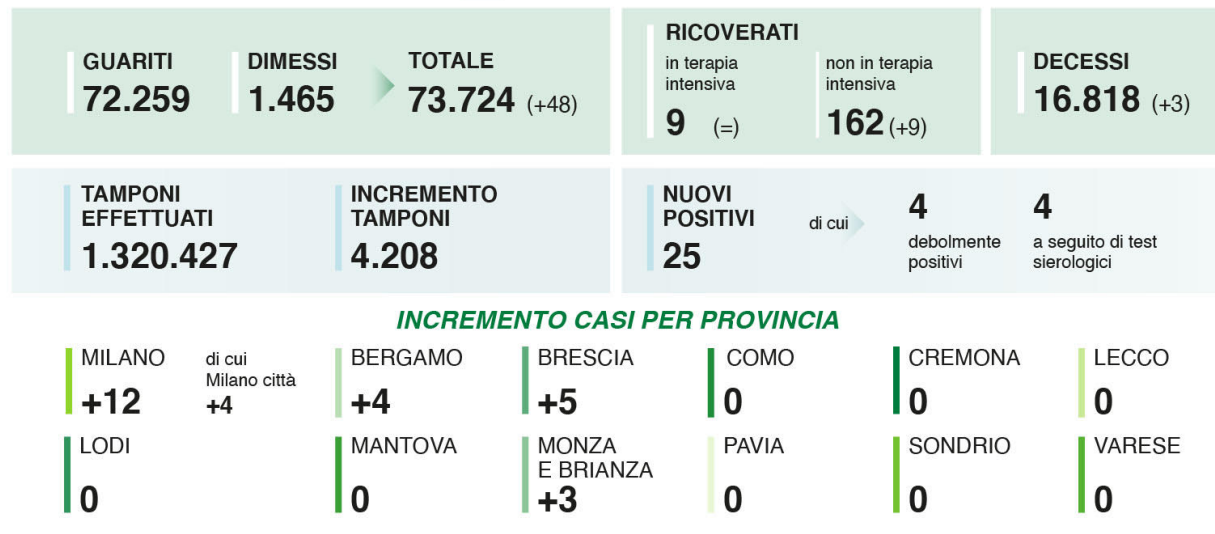 GUARITI
72.259
DIMESSI
1.465
TOTALE
73.724 (+48)
RICOVERATI
in terapia
intensiva
9 (=)
non in terapia
intensiva
162 (+9)
DECESSI
16.818 (+3)
TAMPONI
EFFETTUATI
1.320.427
INCREMENTO
TAMPONI
4.208
NUOVI
POSITIVI
25
di cui
4
debolmente
positivi
4
a seguito di test
sierologici
INCREMENTO CASI PER PROVINCIA
MILANO
+12
di cui
Milano città
+4
BERGAMO
+4
BRESCIA
+5
COMO
0
CREMONA
0
LECCO
0
LODI
0
MANTOVA
0
MONZA
E BRIANZA
+3
PAVIA
0
SONDRIO
0
VARESE
0